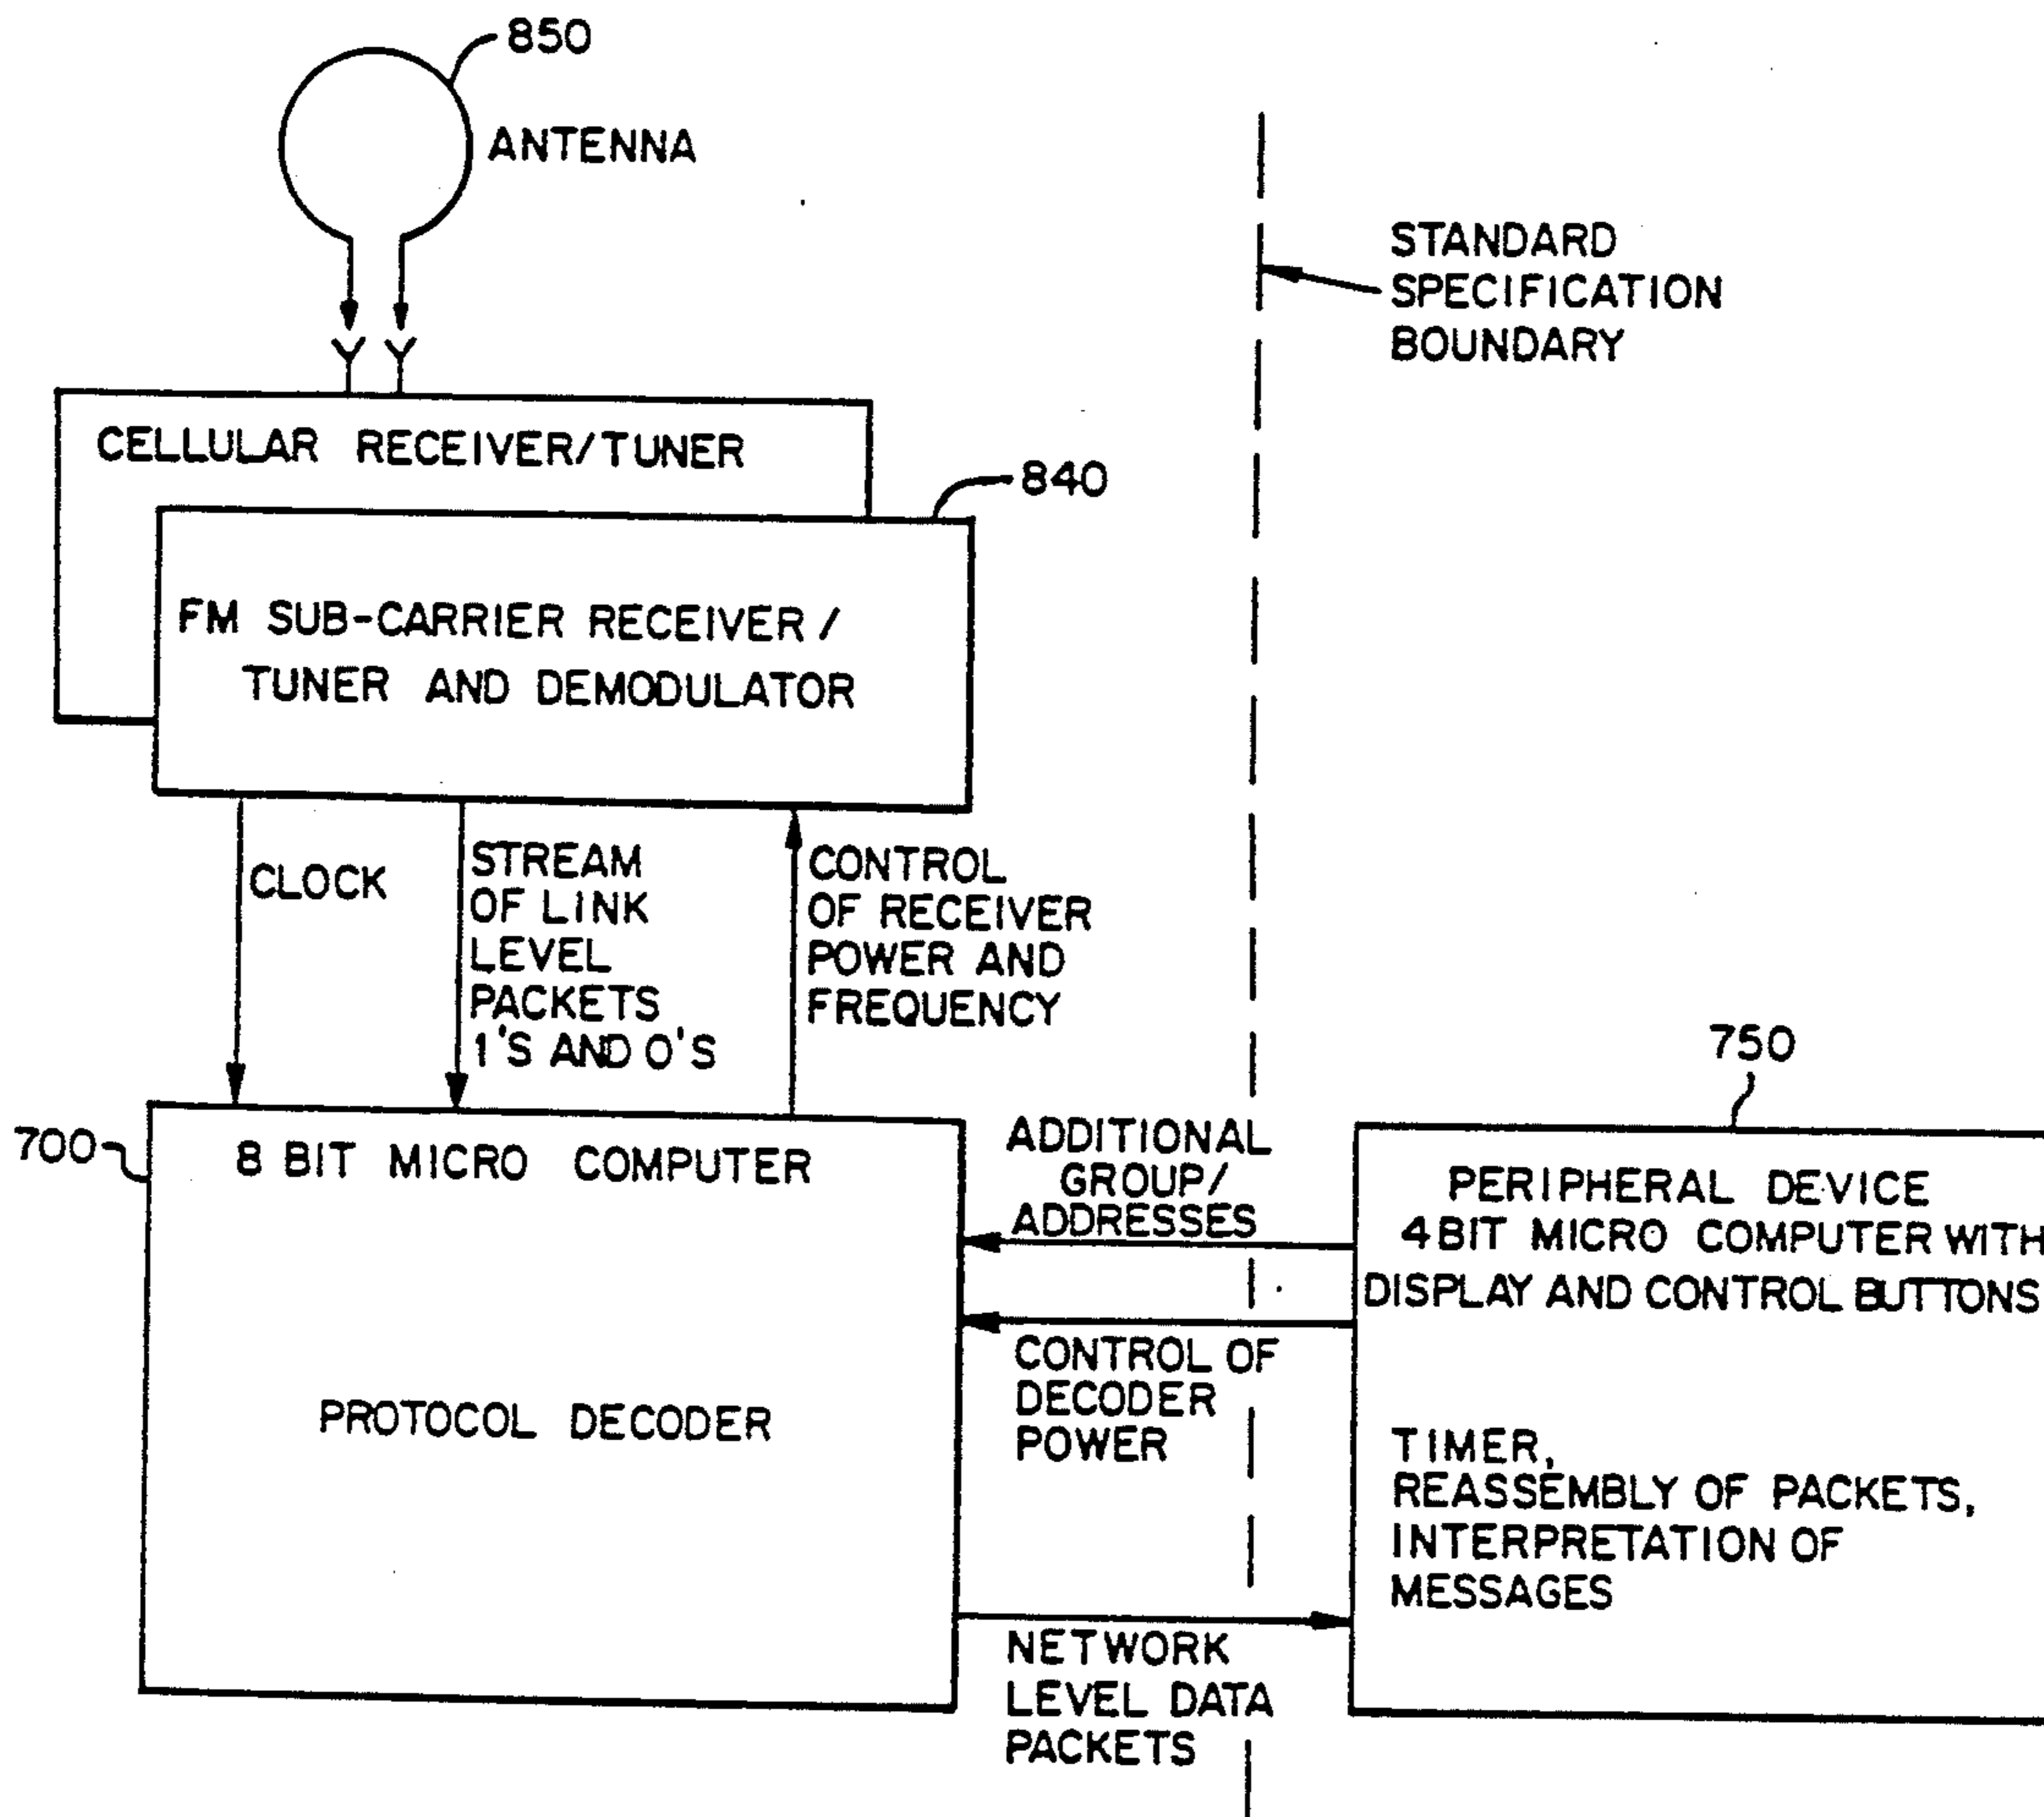 850
ANTENNA
STANDARD
SPECIFICATION
BOUNDARY
CELLULAR RECEIVER/TUNER
840
FM SUB-CARRIER RECEIVER/
TUNER AND DEMODULATOR
CLOCK
STREAM
OF LINK
LEVEL
PACKETS
1'S AND 0'S
CONTROL
OF RECEIVER
POWER AND
FREQUENCY
700
8 BIT MICRO COMPUTER
PROTOCOL DECODER
ADDITIONAL
GROUP/
ADDRESSES
CONTROL OF
DECODER
POWER
NETWORK
LEVEL DATA
PACKETS
750
PERIPHERAL DEVICE
4BIT MICRO COMPUTER WITH
DISPLAY AND CONTROL BUTTONS
TIMER,
REASSEMBLY OF PACKETS,
INTERPRETATION OF
MESSAGES